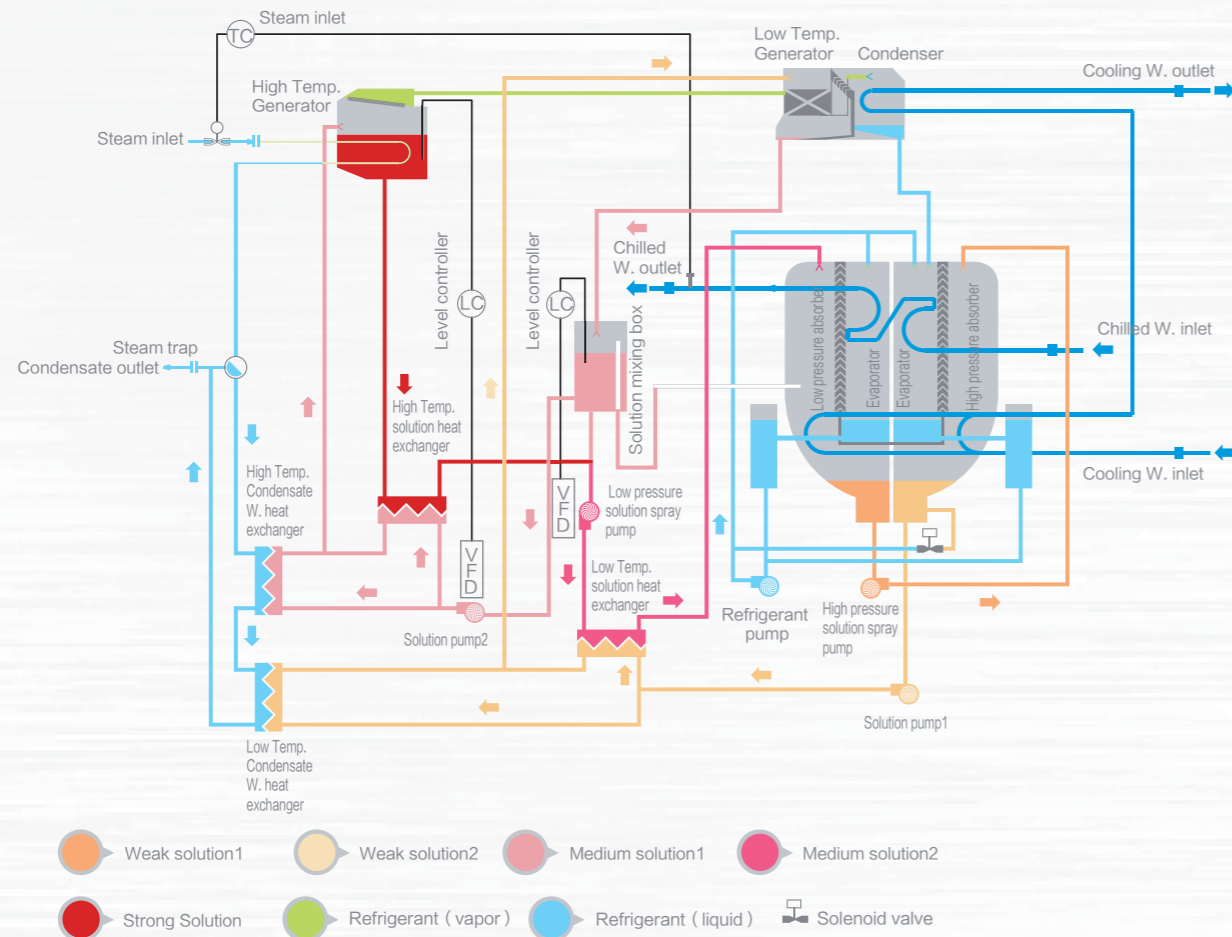 Steam inlet
TC
Low Temp.
Generator
Condenser
Cooling W. outlet
High Temp.
Generator
Steam inlet
Chilled
W. outlet
Level controller
LC
Level controller
LC
Solution mixing box
Low pressure absorber
Evaporator
Evaporator
High pressure absorber
Chilled W. inlet
Steam trap
Condensate outlet
High Temp.
solution heat
exchanger
Cooling W. inlet
High Temp.
Condensate
W. heat
exchanger
VFD
Low pressure
solution spray
pump
VFD
Low Temp.
solution heat
exchanger
Refrigerant
pump
High pressure
solution spray
pump
Solution pump2
Solution pump1
Low Temp.
Condensate
W. heat
exchanger
Weak solution1
Weak solution2
Medium solution1
Medium solution2
Strong Solution
Refrigerant ( vapor )
Refrigerant ( liquid )
Solenoid valve